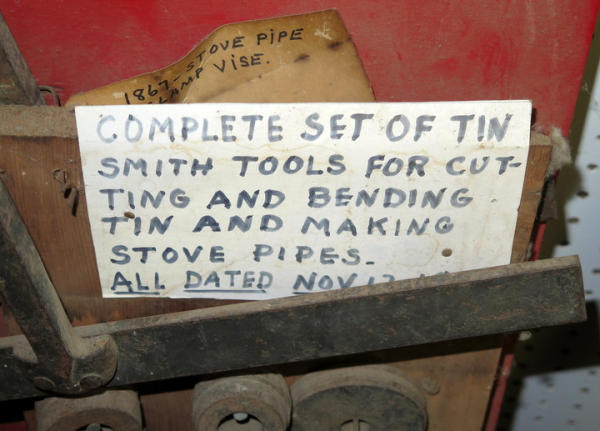 1867- STOVE PIPE
VISE.
COMPLETE SET OF TIN
SMITH TOOLS FOR CUT-
TING AND BENDING
TIN AND MAKING
STOVE PIPES.
ALL DATED NOV